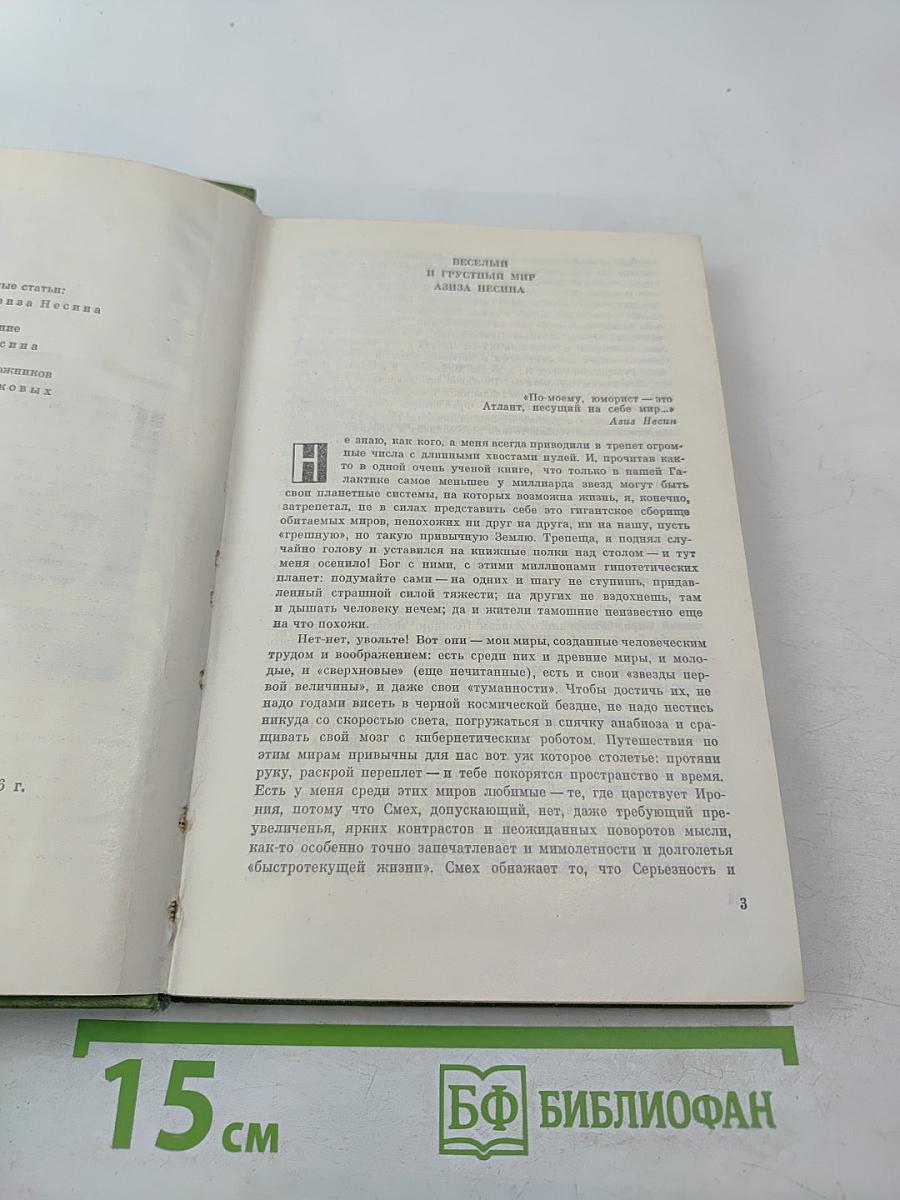 ые статьи:
Несина
ние
сина
ожников
ковых
6 г.
ВЕСЕЛЫЙ
И ГРУСТНЫЙ МИР
АЗИЗА НЕСИНА
«По-моему, юморист — это
Атлант, несущий на себе мир...»
Азиз Несин
Не знаю, как кого, а меня всегда приводили в трепет огром-
ные числа с длинными хвостами нулей. И, прочитав как-
то в одной очень ученой книге, что только в нашей Га-
лактике самое меньшее у миллиарда звезд могут быть
свои планетные системы, на которых возможна жизнь, я, конечно,
затрепетал, не в силах представить себе это гигантское сборище
обитаемых миров, непохожих ни друг на друга, ни на нашу, пусть
«грешную», но такую привычную Землю. Трепеща, я поднял слу-
чайно голову и уставился на книжные полки над столом — и тут
меня осенило! Бог с ними, с этими миллионами гипотетических
планет: подумайте сами — на одних и шагу не ступишь, придав-
ленный страшной силой тяжести; на других не вздохнешь, там
и дышать человеку нечем; да и жители тамошние неизвестно еще
на что похожи.
Нет-нет, увольте! Вот они — мои миры, созданные человеческим
трудом и воображением: есть среди них и древние миры, и моло-
дые, и «сверхновые» (еще нечитанные), есть и свои «звезды пер-
вой величины», и даже свои «туманности». Чтобы достичь их, не
надо годами висеть в черной космической бездне, не надо нестись
никуда со скоростью света, погружаться в спячку анабиоза и сра-
щивать свой мозг с кибернетическим роботом. Путешествия по
этим мирам привычны для нас вот уж которое столетье: протяни
руку, раскрой переплет — и тебе покорятся пространство и время.
Есть у меня среди этих миров любимые — те, где царствует Иро-
ния, потому что Смех, допускающий, нет, даже требующий пре-
увеличенья, ярких контрастов и неожиданных поворотов мысли,
как-то особенно точно запечатлевает и мимолетности и долголетья
«быстротекущей жизни». Смех обнажает то, что Серьезность и
3
15 см
БФ БИБЛИОФАН